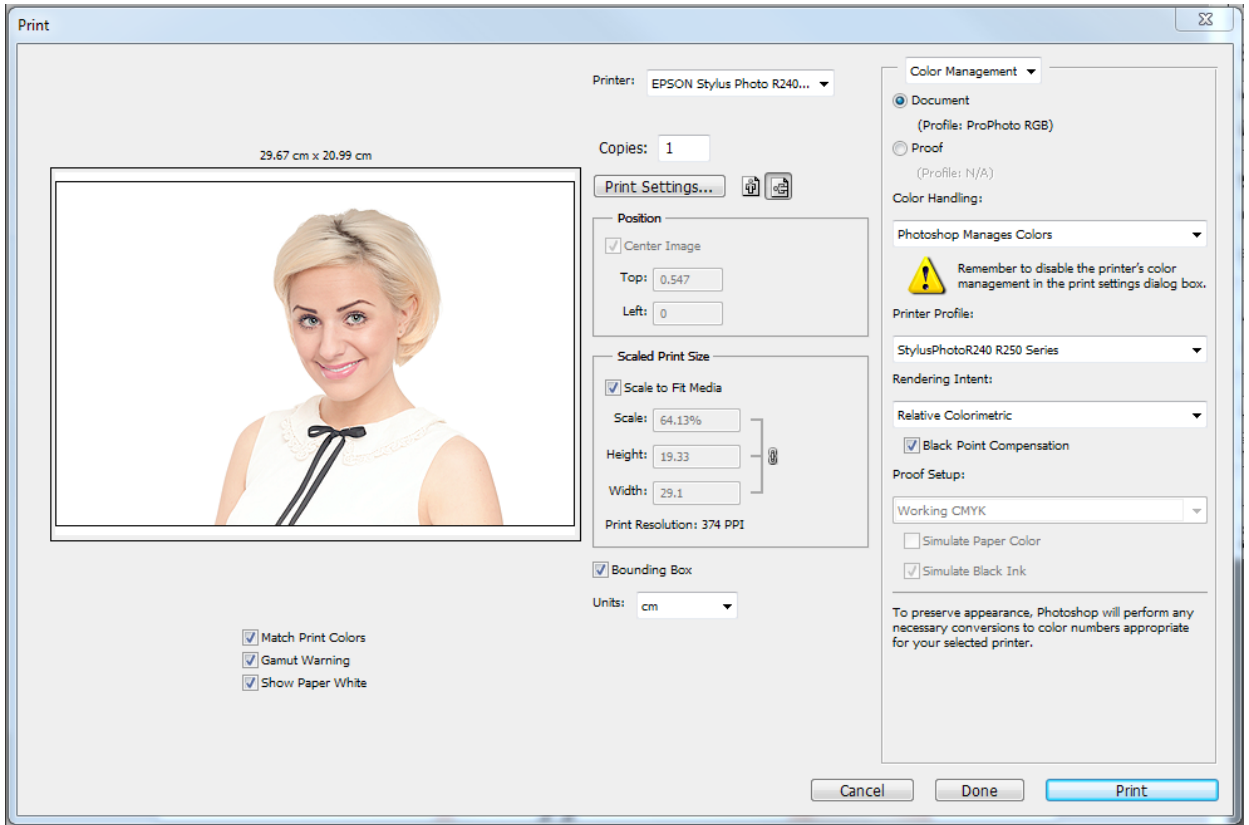 Print
29.67 cm x 20.99 cm
Match Print Colors
Gamut Warning
Show Paper White
Printer: EPSON Stylus Photo R240...
Copies: 1
Print Settings...
Position
Center Image
Top: 0.547
Left: 0
Scaled Print Size
Scale to Fit Media
Scale: 64.13%
Height: 19.33
Width: 29.1
Print Resolution: 374 PPI
Bounding Box
Units: cm
Color Management
Document
(Profile: ProPhoto RGB)
Proof
(Profile: N/A)
Color Handling:
Photoshop Manages Colors
Remember to disable the printer's color
management in the print settings dialog box.
Printer Profile:
StylusPhotoR240 R250 Series
Rendering Intent:
Relative Colorimetric
Black Point Compensation
Proof Setup:
Working CMYK
Simulate Paper Color
Simulate Black Ink
To preserve appearance, Photoshop will perform any
necessary conversions to color numbers appropriate
for your selected printer.
Cancel
Done
Print